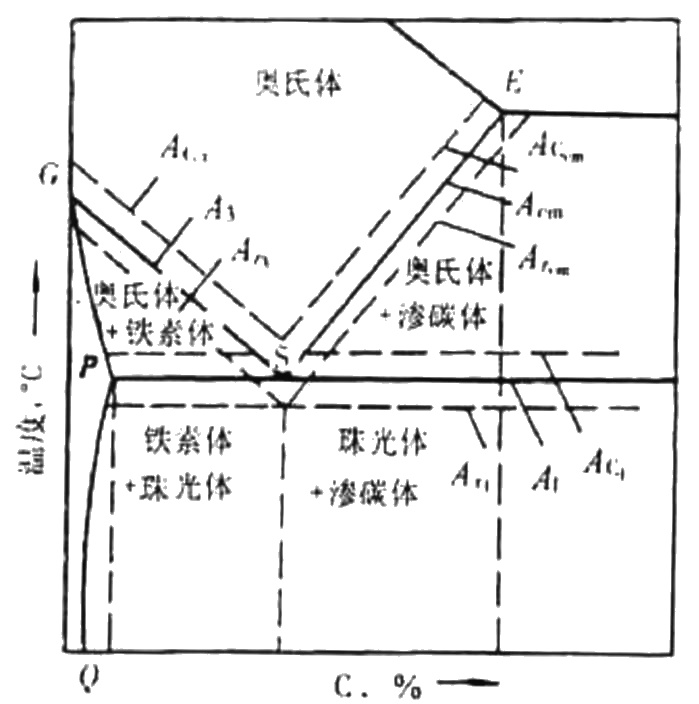 奥氏体
E
G
Ac3
A3
Ar3
Accm
Acm
Arcm
奥氏体
+铁素体
奥氏体
+渗碳体
S
P
温度,℃
铁素体
+珠光体
珠光体
+渗碳体
Ar1
A1
Ac1
Q
C. %